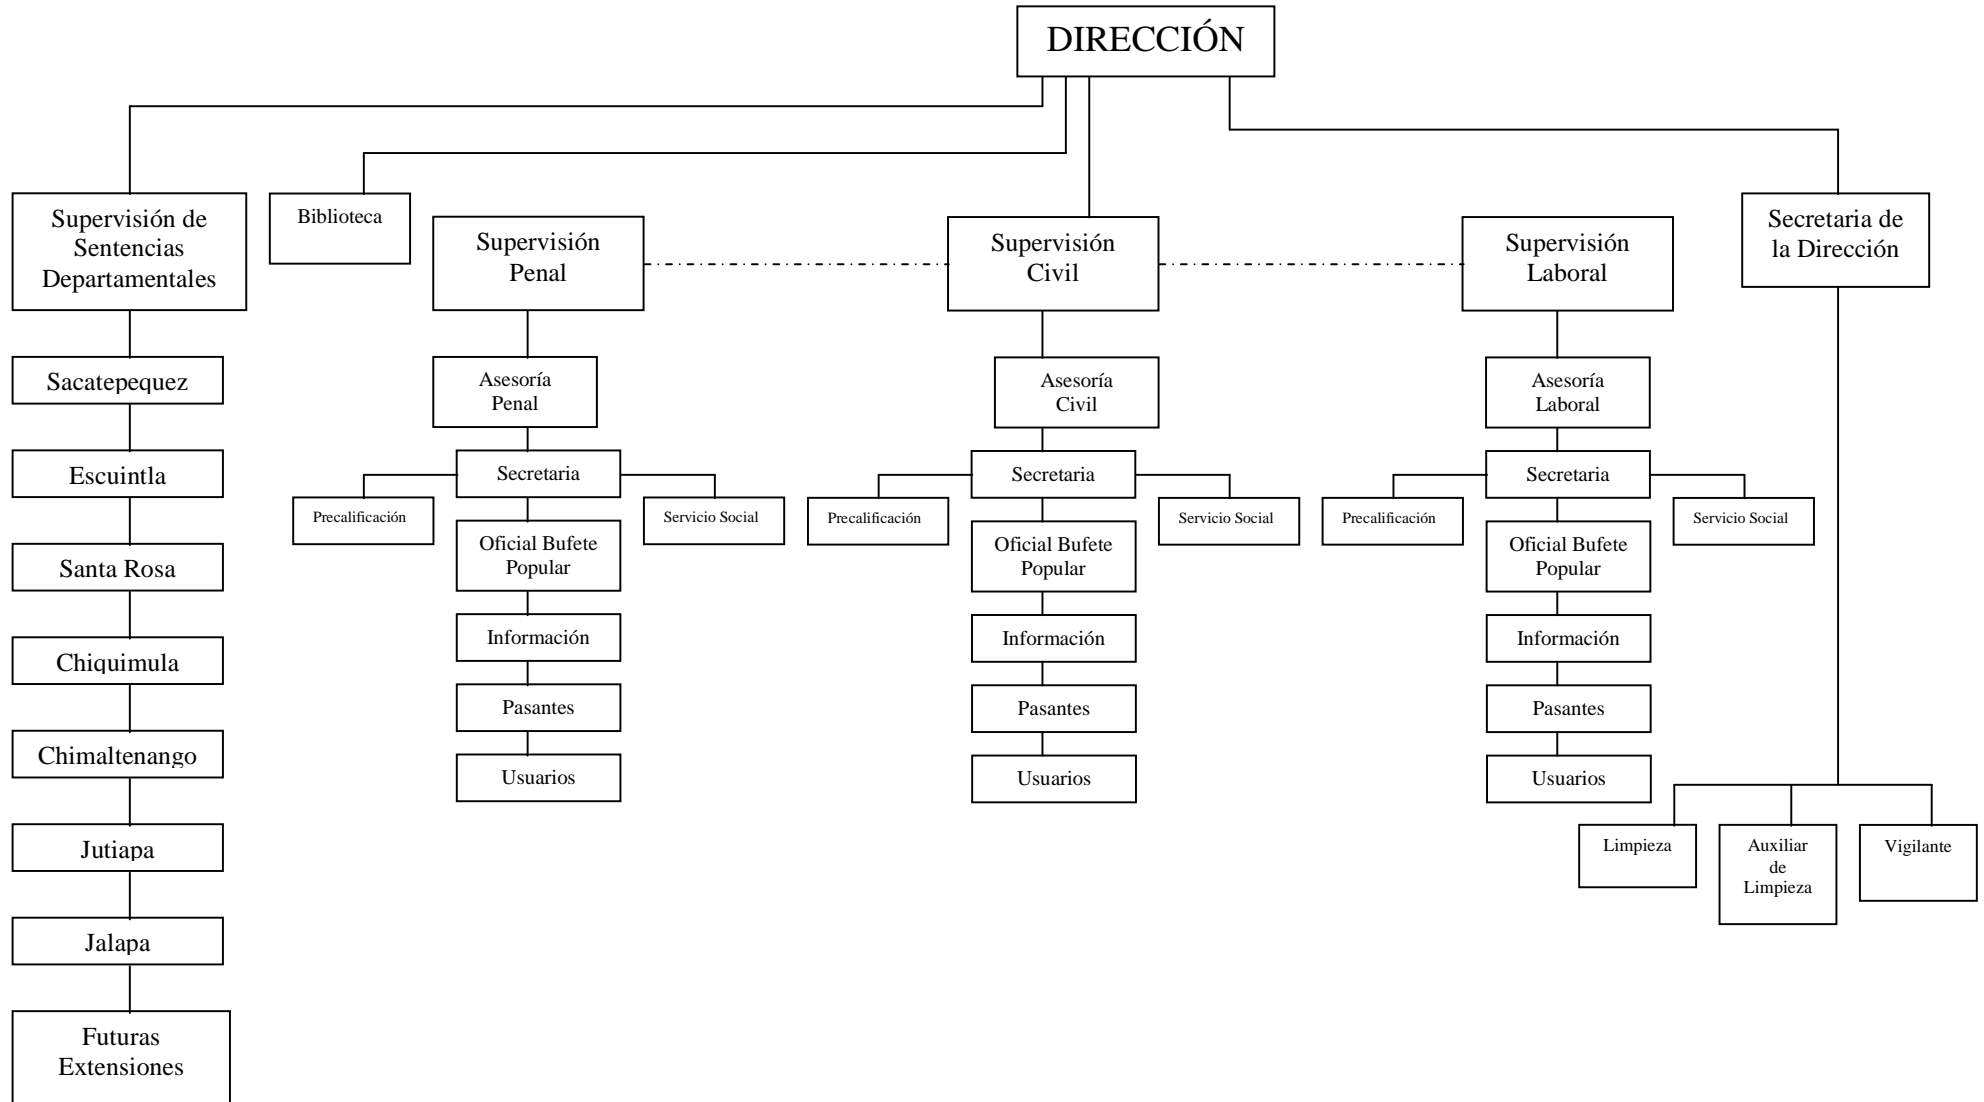 DIRECCIÓN
Supervisión de
Sentencias
Departamentales
Biblioteca
Supervisión
Penal
Supervisión
Civil
Supervisión
Laboral
Secretaria de
la Dirección
Sacatepequez
Escuintla
Santa Rosa
Chiquimula
Chimaltenango
Jutiapa
Jalapa
Futuras
Extensiones
Asesoría
Penal
Secretaria
Precalificación
Servicio Social
Oficial Bufete
Popular
Información
Pasantes
Usuarios
Asesoría
Civil
Secretaria
Precalificación
Servicio Social
Oficial Bufete
Popular
Información
Pasantes
Usuarios
Asesoría
Laboral
Secretaria
Precalificación
Servicio Social
Oficial Bufete
Popular
Información
Pasantes
Usuarios
Limpieza
Auxiliar
de
Limpieza
Vigilante